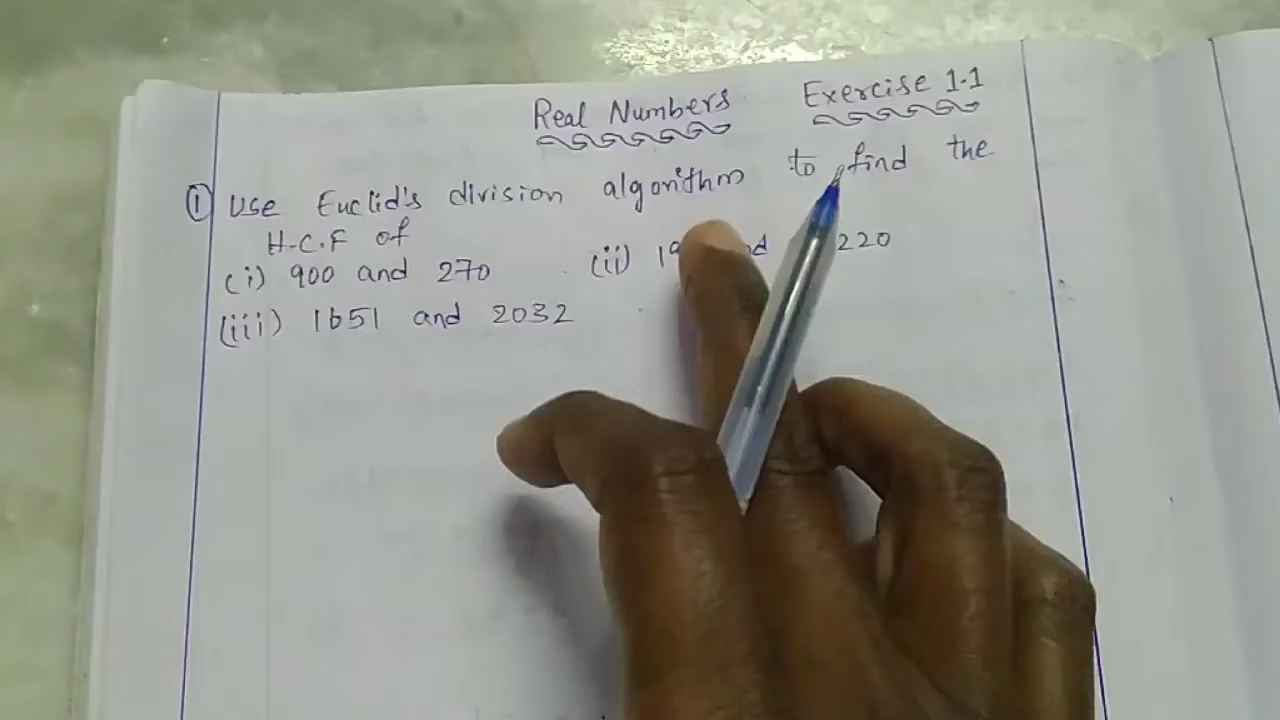 Real Numbers Exercise 1.1
① Use Euclid's division algorithm to find the
H.C.F of
(i) 900 and 270 (ii)
(iii) 1651 and 2032